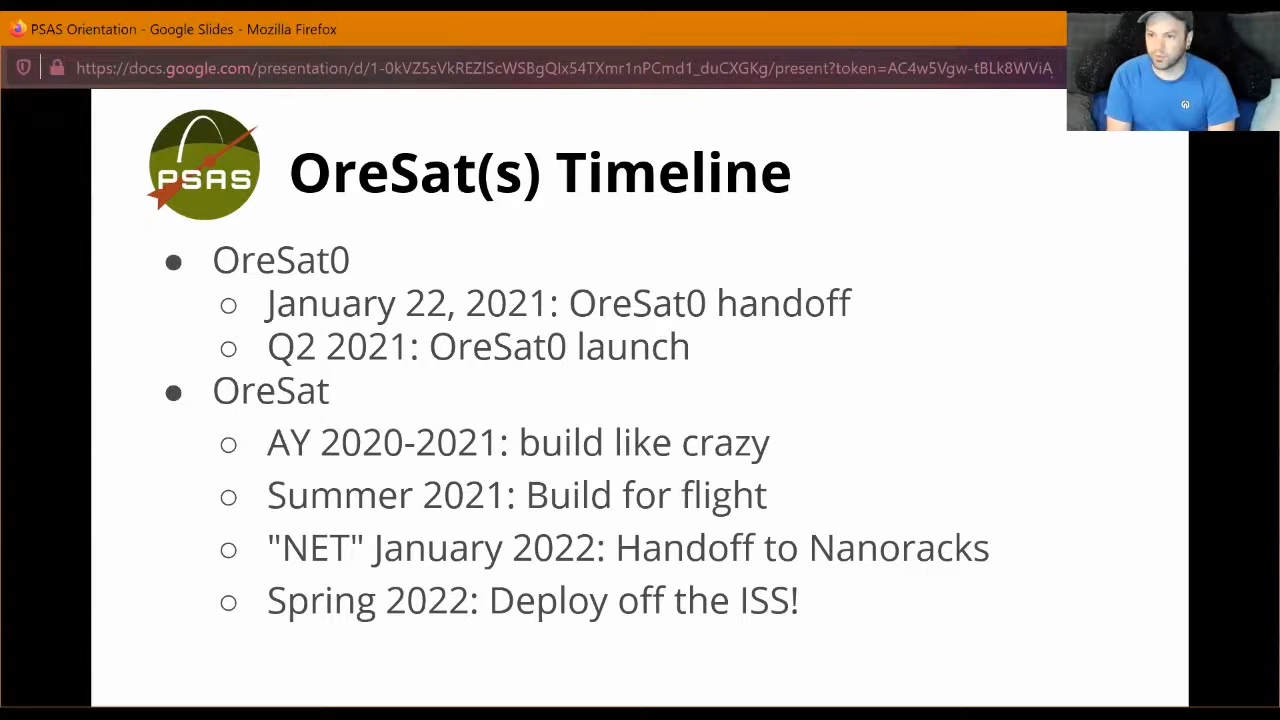 PSAS Orientation - Google Slides - Mozilla Firefox
https://docs.google.com/presentation/d/1-0kVZ5sVkREZlScWSBgQIx54TXmr1nPCmd1_duCXGKg/present?token=AC4w5Vgw-tBLk8WViA
PSAS
OreSat(s) Timeline
● OreSat0
○ January 22, 2021: OreSat0 handoff
○ Q2 2021: OreSat0 launch
● OreSat
○ AY 2020-2021: build like crazy
○ Summer 2021: Build for flight
○ "NET" January 2022: Handoff to Nanoracks
○ Spring 2022: Deploy off the ISS!